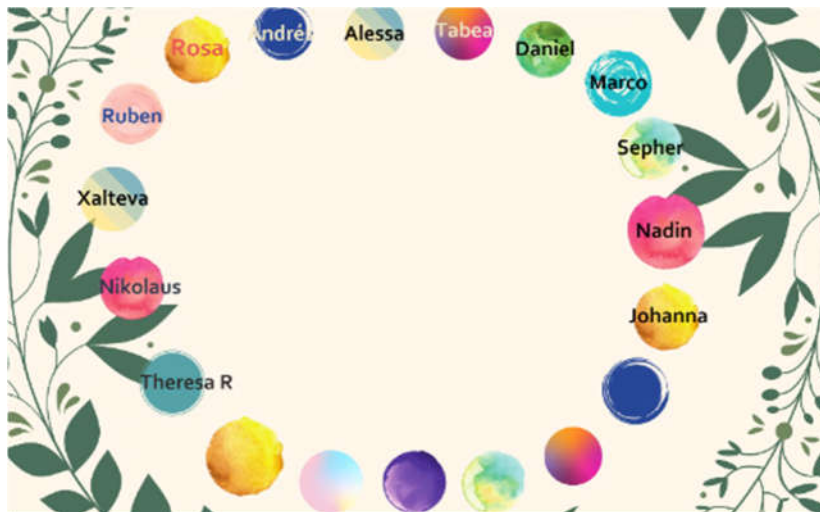 Rosa
André
Alessa
Tabea
Daniel
Marco
Ruben
Sepher
Xalteva
Nadin
Nikolaus
Johanna
Theresa R